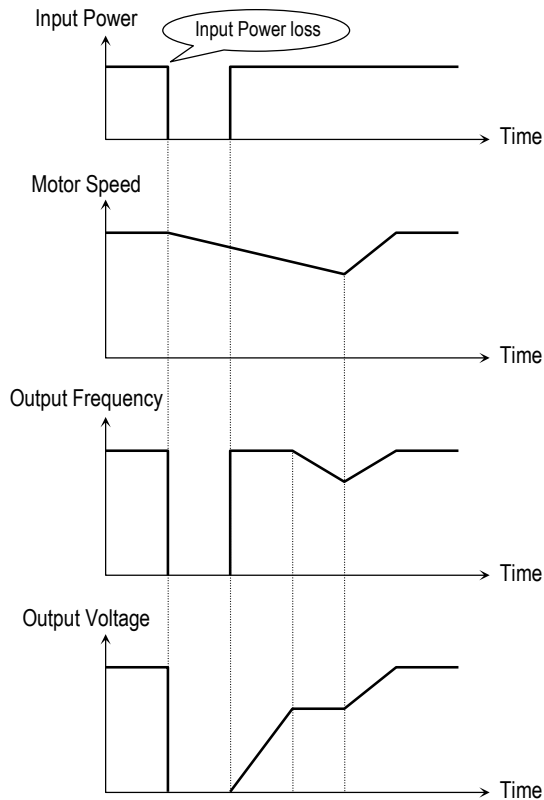 Input Power
Input Power loss
Time
Motor Speed
Time
Output Frequency
Time
Output Voltage
Time